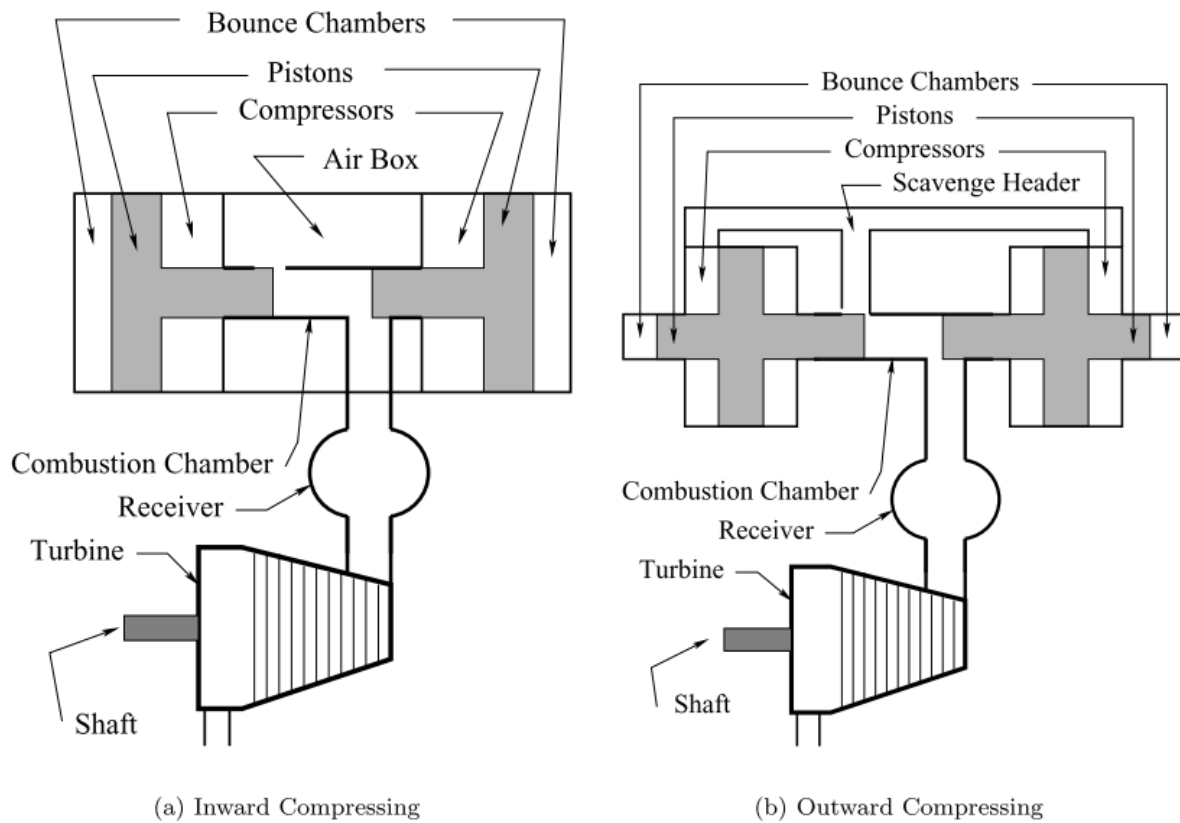 Bounce Chambers
Pistons
Compressors
Air Box
Combustion Chamber
Receiver
Turbine
Shaft
(a) Inward Compressing
Bounce Chambers
Pistons
Compressors
Scavenge Header
Combustion Chamber
Receiver
Turbine
Shaft
(b) Outward Compressing